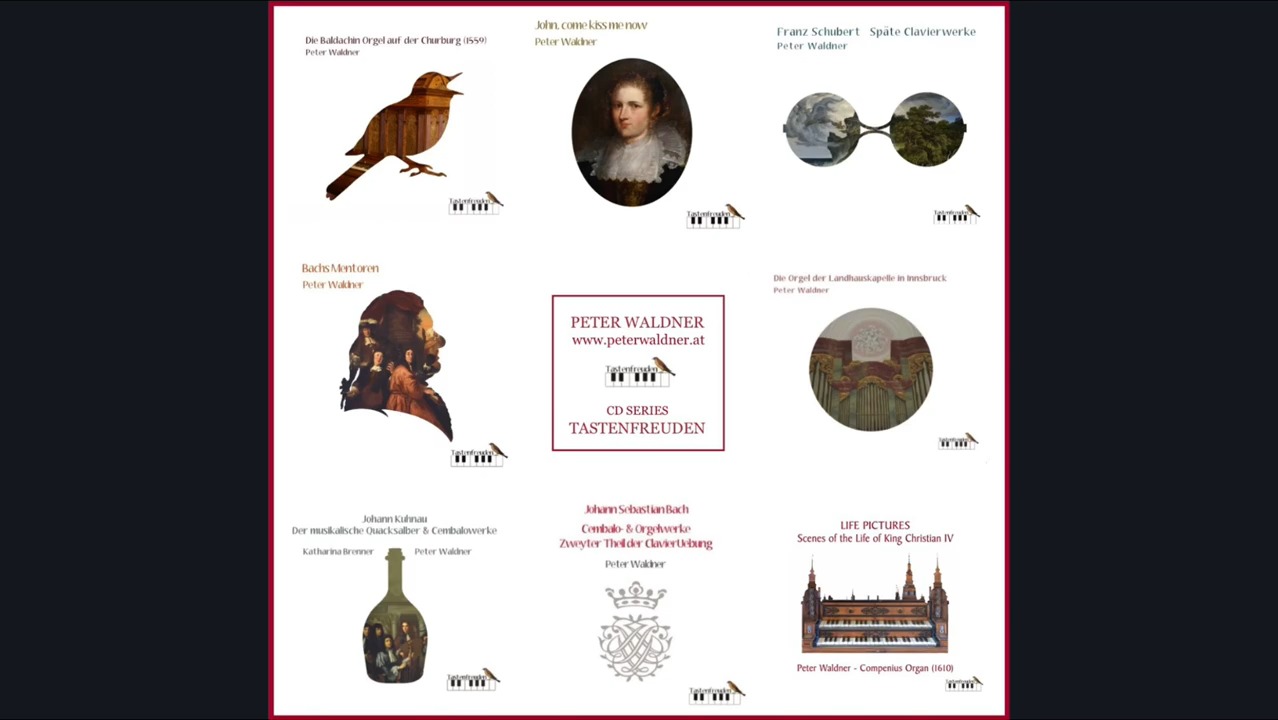 Die Baldachin Orgel auf der Churburg (1559)
Peter Waldner
Tastenfreuden
John, come kiss me now
Peter Waldner
Tastenfreuden
Franz Schubert Späte Clavierwerke
Peter Waldner
Tastenfreuden
Bachs Mentoren
Peter Waldner
Tastenfreuden
PETER WALDNER
www.peterwaldner.at
Tastenfreuden
CD SERIES
TASTENFREUDEN
Die Orgel der Landhauskapelle in Innsbruck
Peter Waldner
Tastenfreuden
Johann Kuhnau
Der musikalische Quacksalber & Cembalowerke
Katharina Brenner Peter Waldner
Tastenfreuden
Johann Sebastian Bach
Cembalo- & Orgelwerke
Zweyter Theil der ClavierUebung
Peter Waldner
Tastenfreuden
LIFE PICTURES
Scenes of the Life of King Christian IV
Peter Waldner - Compenius Organ (1610)
Tastenfreuden